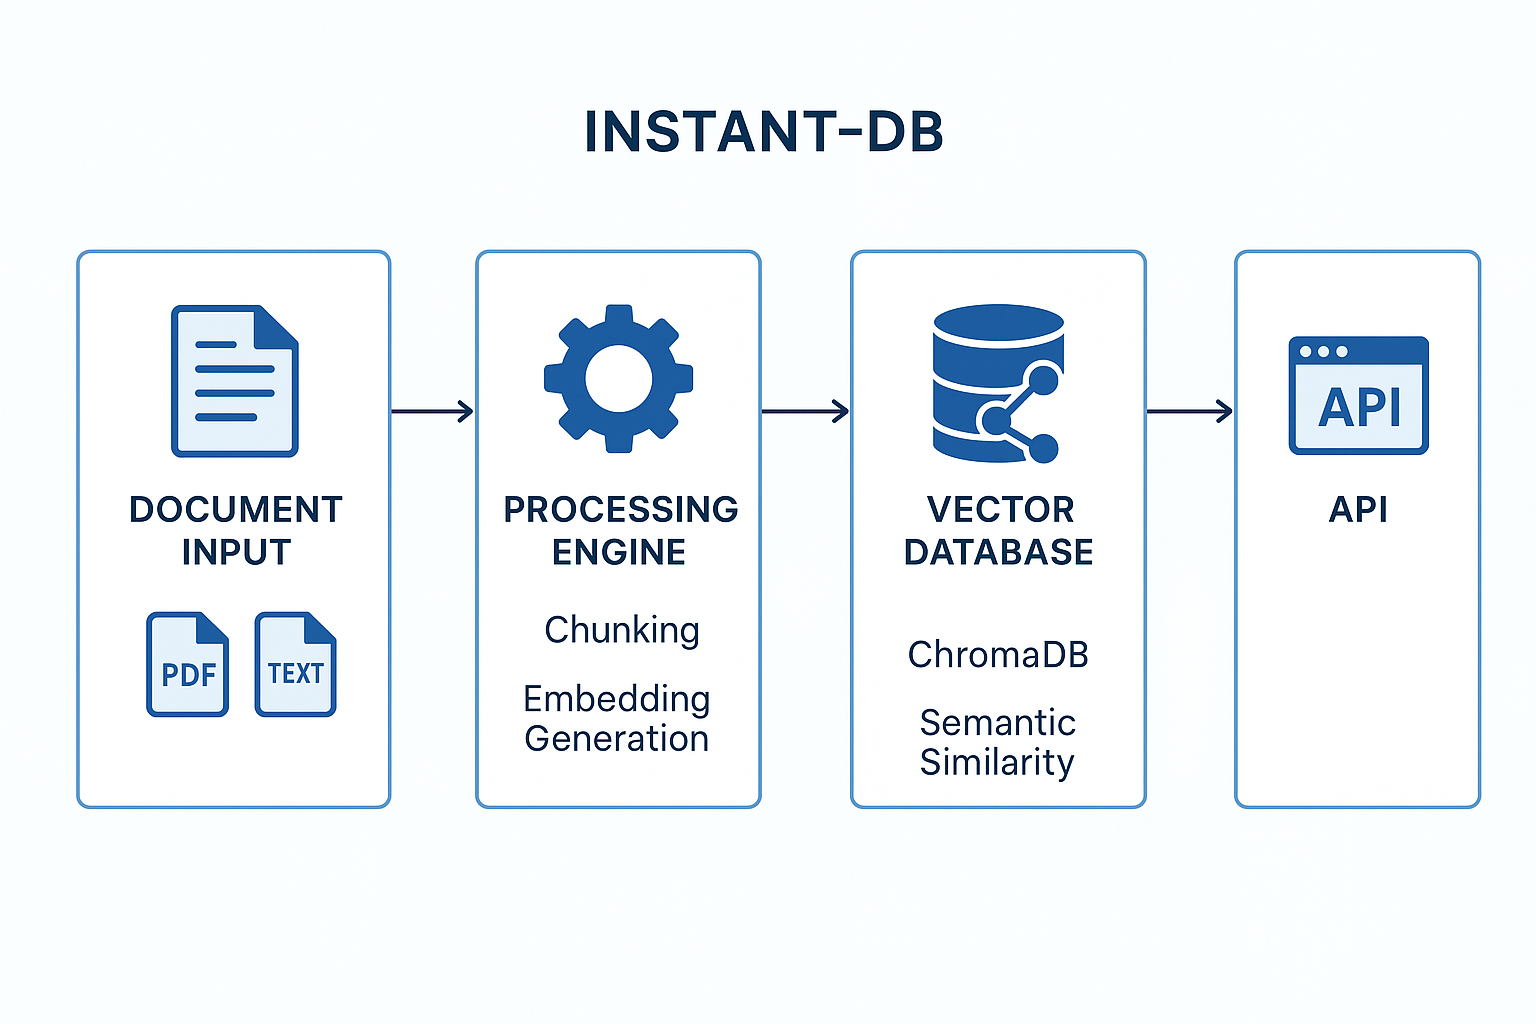 INSTANT-DB
DOCUMENT
INPUT
PDF
TEXT
PROCESSING
ENGINE
Chunking
Embedding
Generation
VECTOR
DATABASE
ChromaDB
Semantic
Similarity
API
API